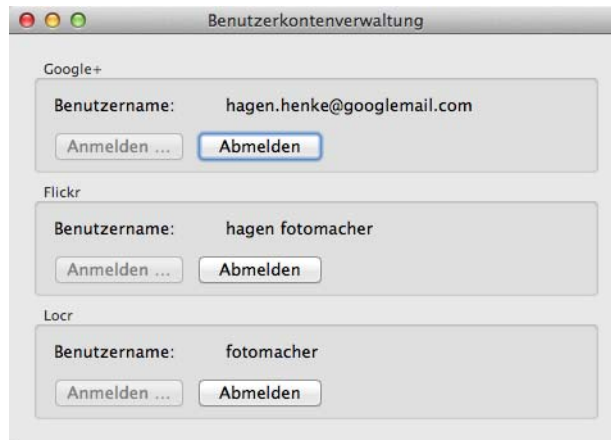 Benutzerkontenverwaltung
Google+
Benutzername: hagen.henke@googlemail.com
Anmelden ... Abmelden
Flickr
Benutzername: hagen fotomacher
Anmelden ... Abmelden
Locr
Benutzername: fotomacher
Anmelden ... Abmelden